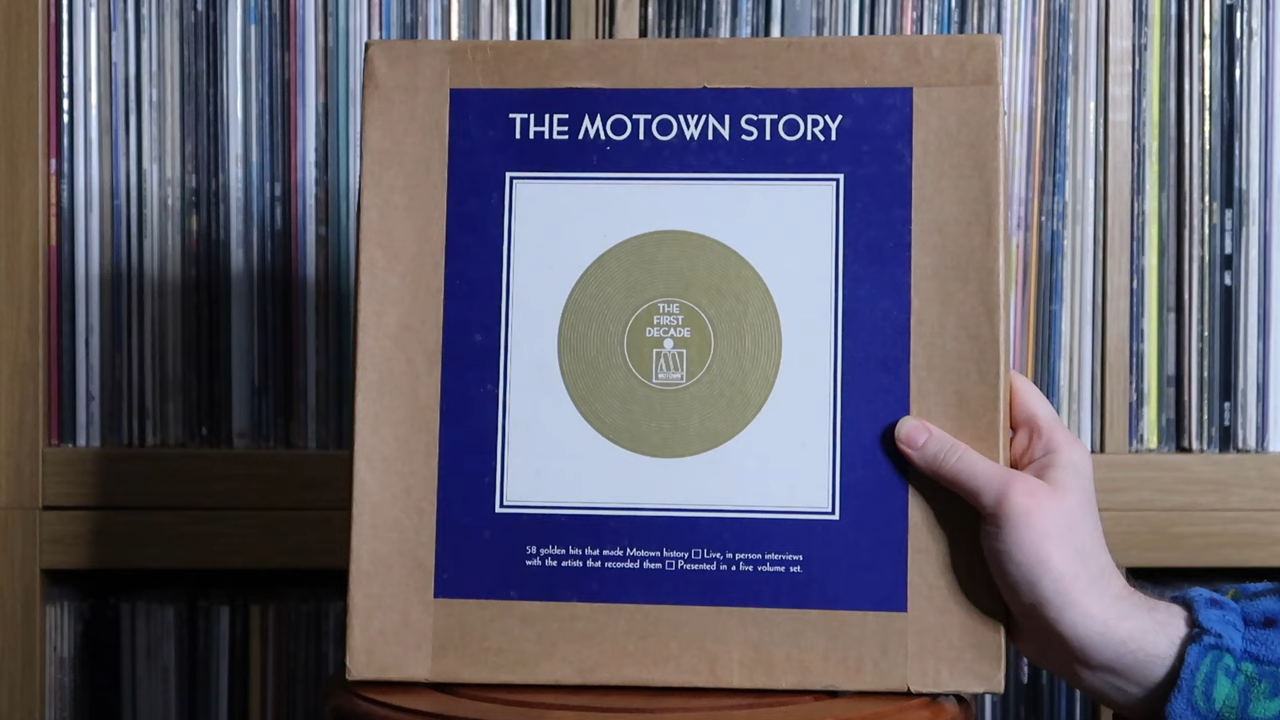 THE MOTOWN STORY
THE
FIRST
DECADE
MOTOWN
58 golden hits that made Motown history □ Live, in person interviews
with the artists that recorded them □ Presented in a five volume set.